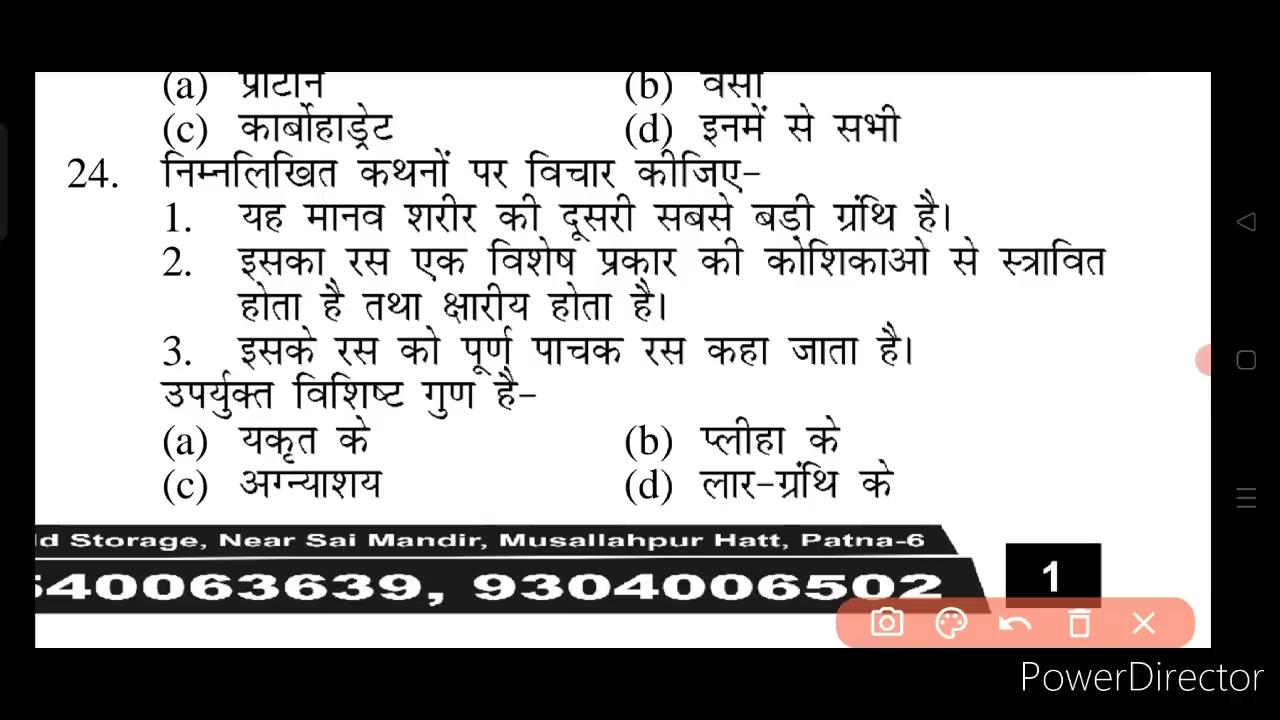 (a) प्रोटीन (b) वसा
(c) कार्बोहाड्रेट (d) इनमें से सभी
24. निम्नलिखित कथनों पर विचार कीजिए-
1. यह मानव शरीर की दूसरी सबसे बड़ी ग्रंथि है।
2. इसका रस एक विशेष प्रकार की कोशिकाओ से स्त्रावित
होता है तथा क्षारीय होता है।
3. इसके रस को पूर्ण पाचक रस कहा जाता है।
उपर्युक्त विशिष्ट गुण है-
(a) यकृत के (b) प्लीहा के
(c) अग्न्याशय (d) लार-ग्रंथि के
ld Storage, Near Sai Mandir, Musallahpur Hatt, Patna-6
540063639, 9304006502
1
PowerDirector